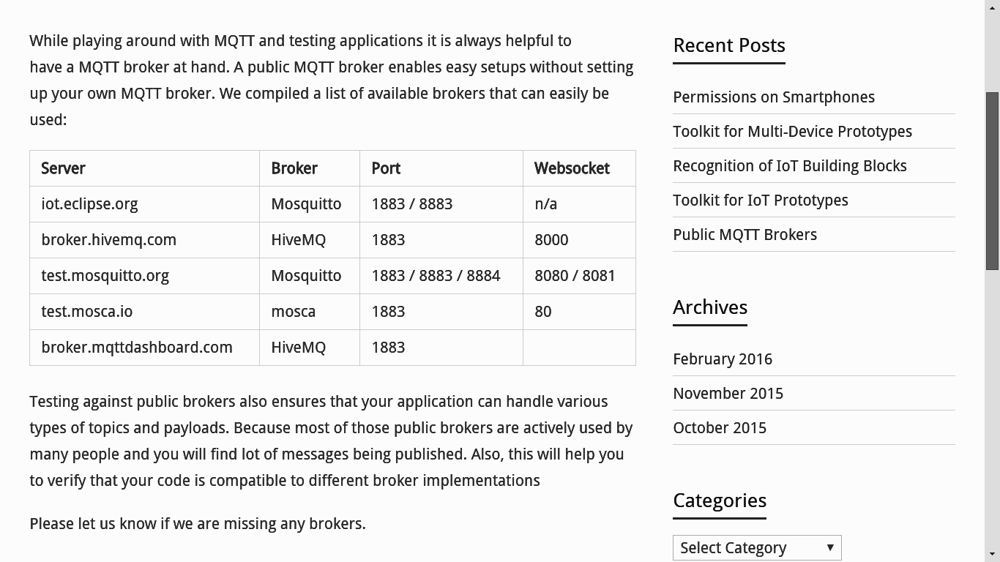 While playing around with MQTT and testing applications it is always helpful to
have a MQTT broker at hand. A public MQTT broker enables easy setups without setting
up your own MQTT broker. We compiled a list of available brokers that can easily be
used:
Server Broker Port Websocket
iot.eclipse.org Mosquitto 1883 / 8883 n/a
broker.hivemq.com HiveMQ 1883 8000
test.mosquitto.org Mosquitto 1883 / 8883 / 8884 8080 / 8081
test.mosca.io mosca 1883 80
broker.mqttdashboard.com HiveMQ 1883
Testing against public brokers also ensures that your application can handle various
types of topics and payloads. Because most of those public brokers are actively used by
many people and you will find lot of messages being published. Also, this will help you
to verify that your code is compatible to different broker implementations
Please let us know if we are missing any brokers.
Recent Posts
Permissions on Smartphones
Toolkit for Multi-Device Prototypes
Recognition of IoT Building Blocks
Toolkit for IoT Prototypes
Public MQTT Brokers
Archives
February 2016
November 2015
October 2015
Categories
Select Category